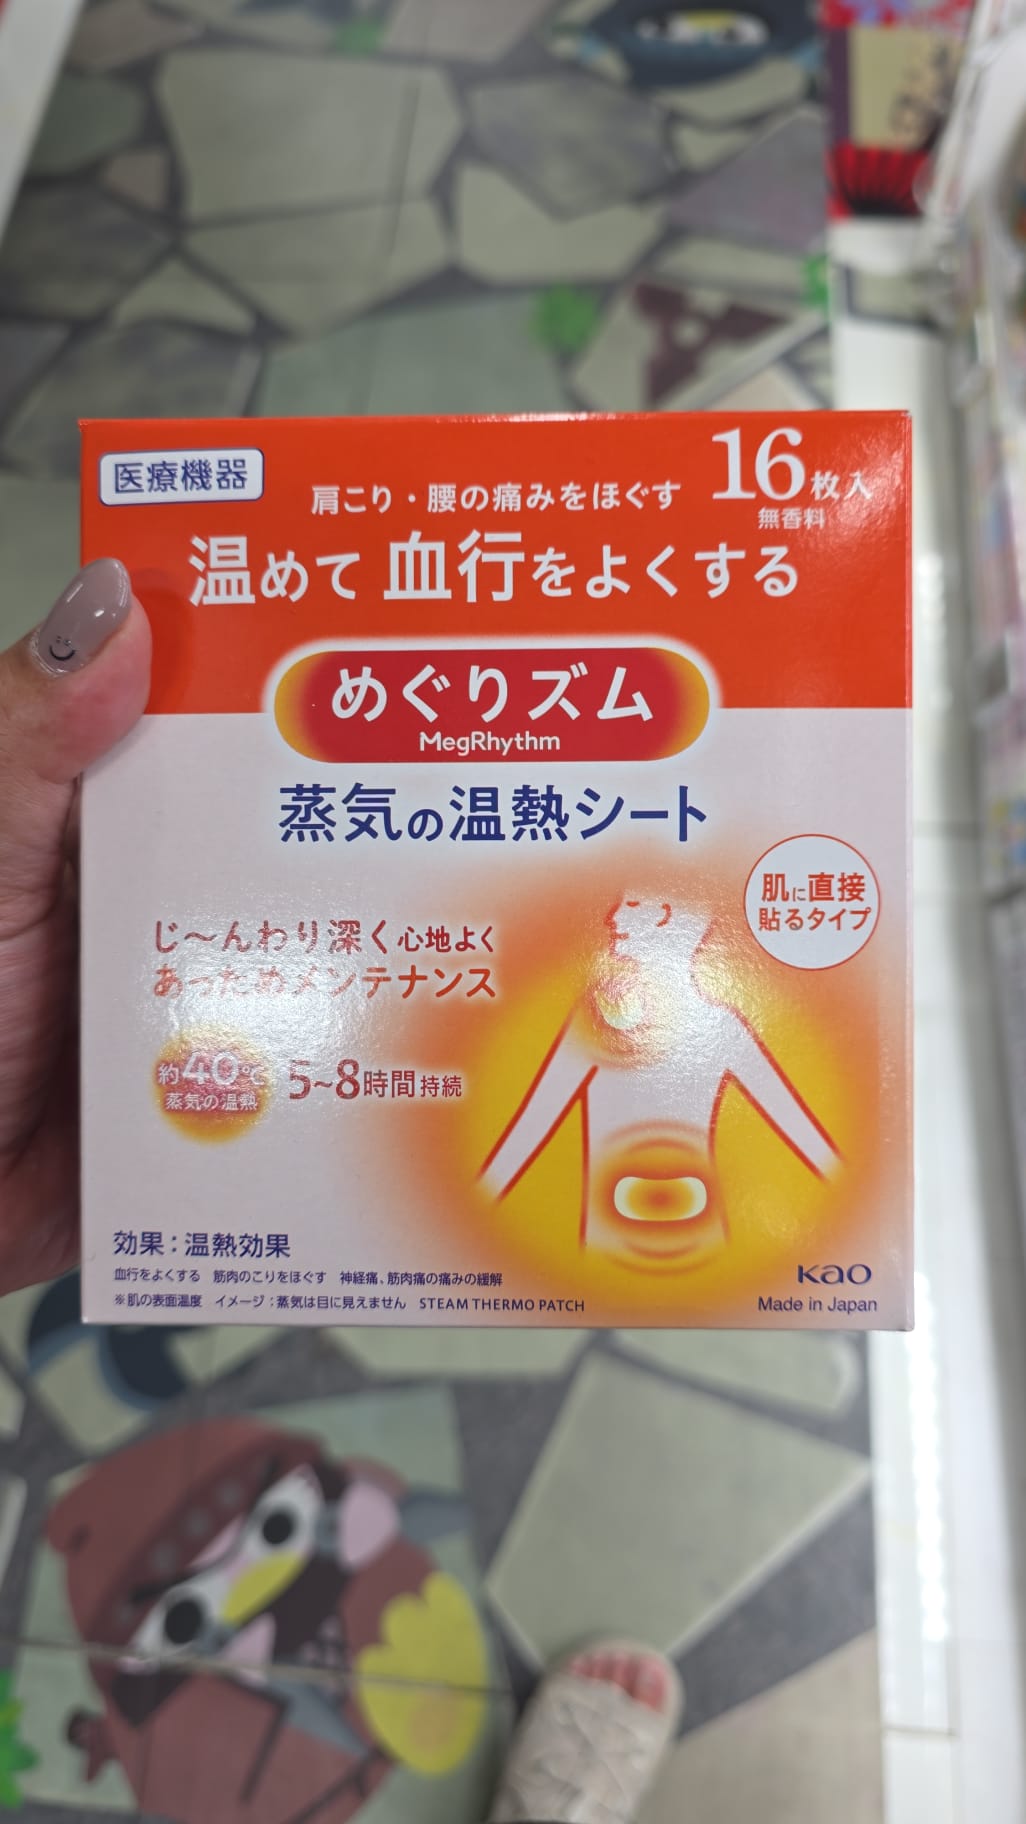 医療機器
16枚入
無香料
肩こり・腰の痛みをほぐす
温めて 血行をよくする
めぐりズム
MegRhythm
蒸気の温熱シート
肌に直接
貼るタイプ
じ〜んわり深く心地よく
あっためメンテナンス
約40℃
蒸気の温熱
5~8時間持続
効果：温熱効果
血行をよくする 筋肉のこりをほぐす 神経痛、筋肉痛の痛みの緩解
※肌の表面温度 イメージ：蒸気は目に見えません STEAM THERMO PATCH
Kao
Made in Japan